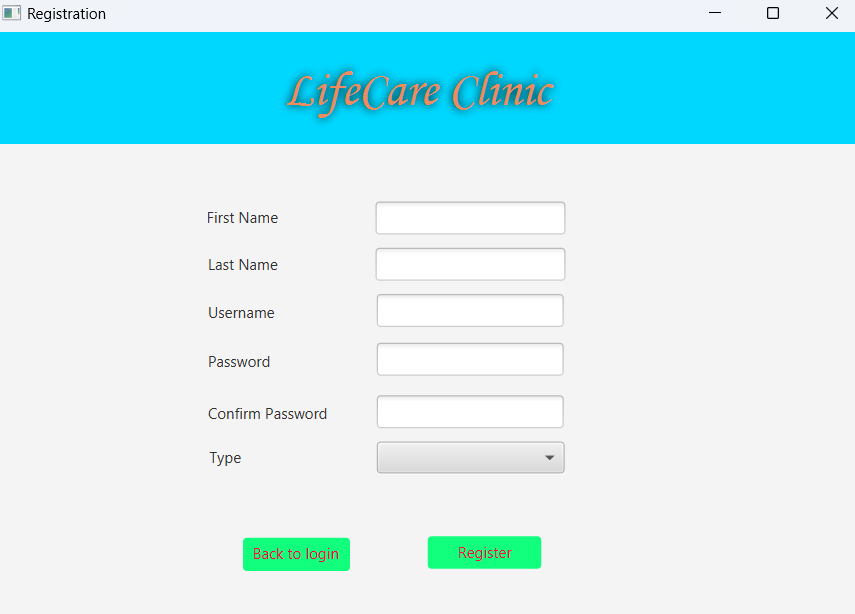 Registration
LifeCare Clinic
First Name
Last Name
Username
Password
Confirm Password
Type
Back to login
Register